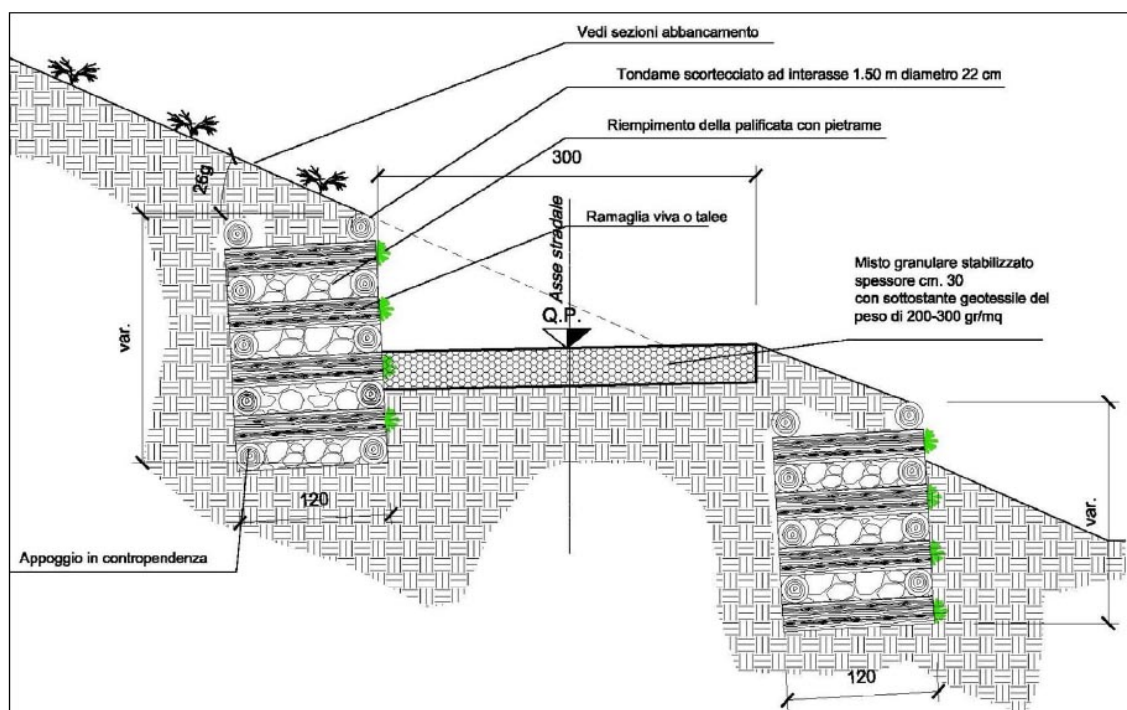 Vedi sezioni abbancamento
Tondame scortecciato ad interasse 1.50 m diametro 22 cm
Riempimento della palificata con pietrame
300
26g
Ramaglia viva o talee
Asse stradale
Misto granulare stabilizzato
spessore cm. 30
con sottostante geotessile del
peso di 200-300 gr/mq
Q.P.
var.
120
var.
Appoggio in contropendenza
120